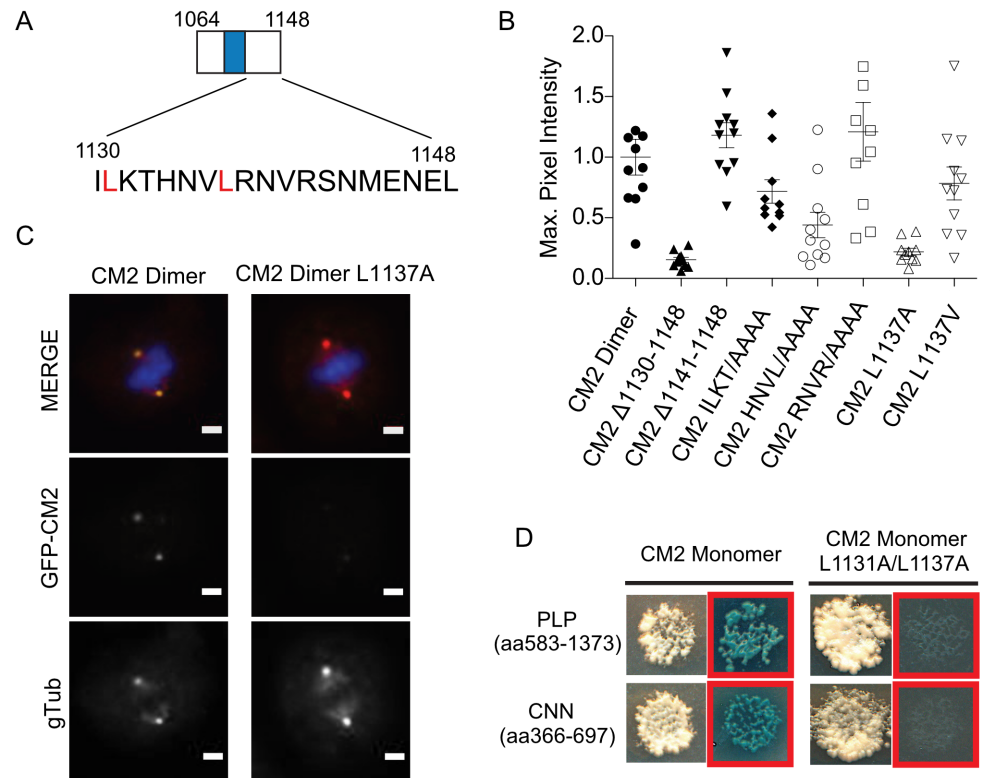 A
1064 1148
1130 1148
ILKTHNVLRNVRSNMENEL
B
Max. Pixel Intensity
2.0
1.5
1.0
0.5
0.0
CM2 Dimer
CM2 Δ1130-1148
CM2 Δ1141-1148
CM2 ILKT/AAAA
CM2 HNVL/AAAA
CM2 RNVR/AAAA
CM2 L1137A
CM2 L1137V
C
CM2 Dimer CM2 Dimer L1137A
MERGE
GFP-CM2
gTub
D
CM2 Monomer CM2 Monomer
L1131A/L1137A
PLP
(aa583-1373)
CNN
(aa366-697)